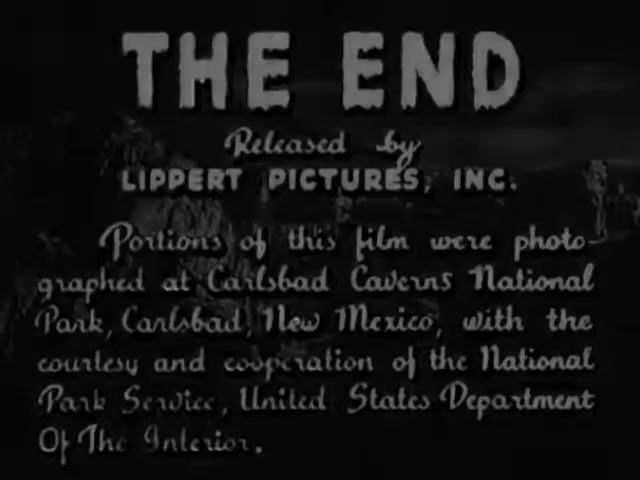 THE END
Released by
LIPPERT PICTURES, INC.
Portions of this film were photo-
graphed at Carlsbad Caverns National
Park, Carlsbad, New Mexico, with the
courtesy and cooperation of the National
Park Service, United States Department
Of The Interior.